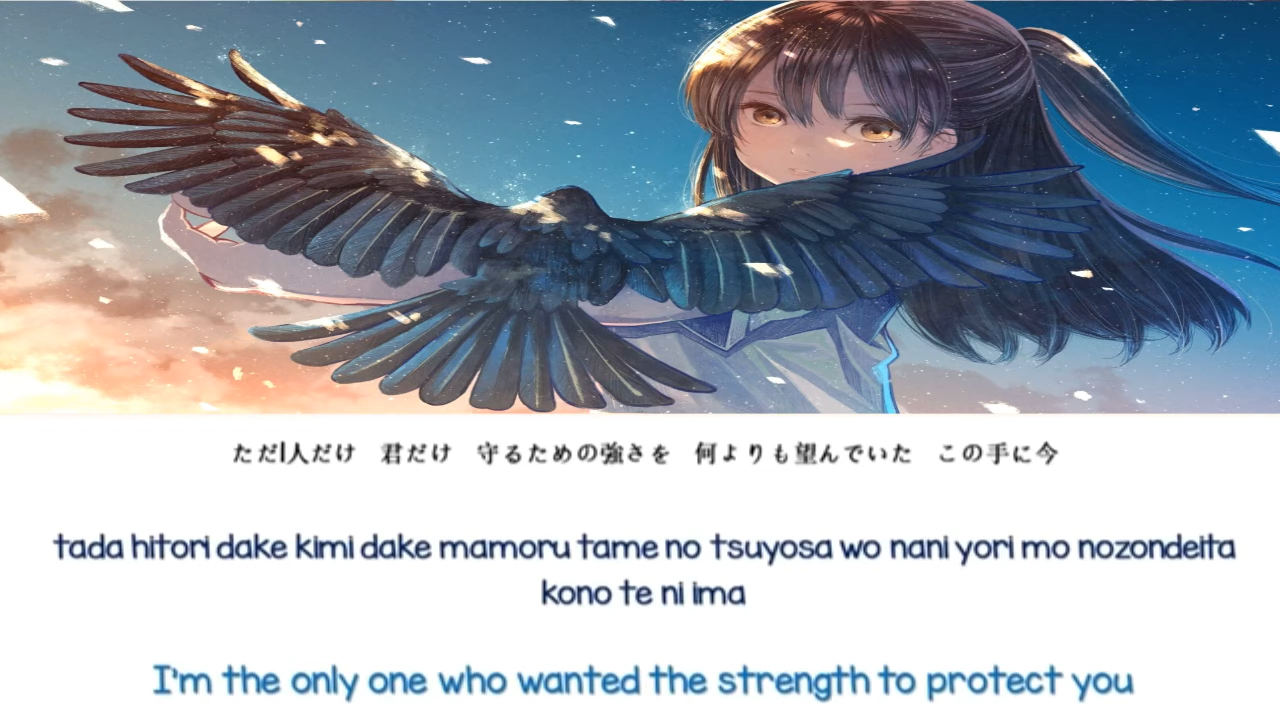 ただ1人だけ　君だけ　守るための強さを　何よりも望んでいた　この手に今
tada hitori dake kimi dake mamoru tame no tsuyosa wo nani yori mo nozondeita
kono te ni ima
I'm the only one who wanted the strength to protect you